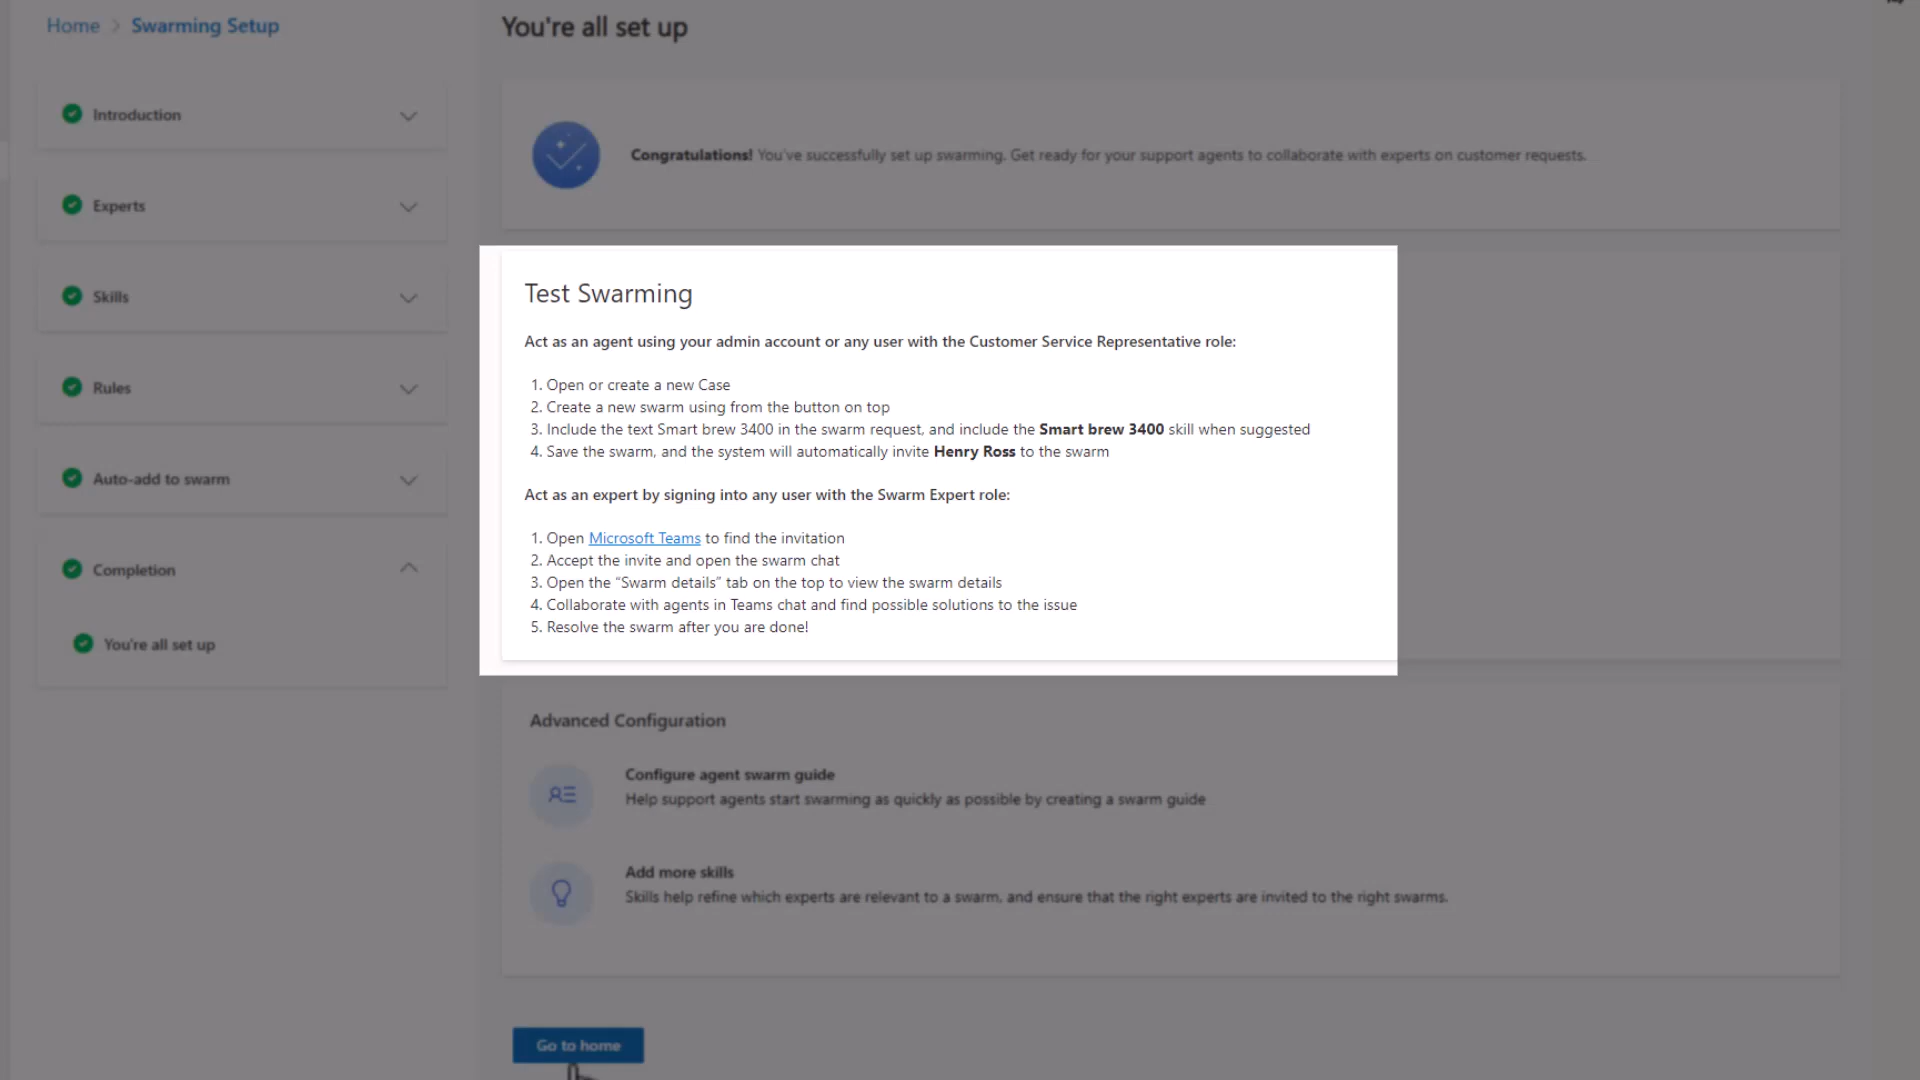 Home > Swarming Setup
Introduction
Experts
Skills
Rules
Auto-add to swarm
Completion
You're all set up
You're all set up
Congratulations! You've successfully set up swarming. Get ready for your support agents to collaborate with experts on customer requests.
Test Swarming
Act as an agent using your admin account or any user with the Customer Service Representative role:
1. Open or create a new Case
2. Create a new swarm using from the button on top
3. Include the text Smart brew 3400 in the swarm request, and include the Smart brew 3400 skill when suggested
4. Save the swarm, and the system will automatically invite Henry Ross to the swarm
Act as an expert by signing into any user with the Swarm Expert role:
1. Open Microsoft Teams to find the invitation
2. Accept the invite and open the swarm chat
3. Open the “Swarm details” tab on the top to view the swarm details
4. Collaborate with agents in Teams chat and find possible solutions to the issue
5. Resolve the swarm after you are done!
Advanced Configuration
Configure agent swarm guide
Help support agents start swarming as quickly as possible by creating a swarm guide
Add more skills
Skills help refine which experts are relevant to a swarm, and ensure that the right experts are invited to the right swarms.
Go to home